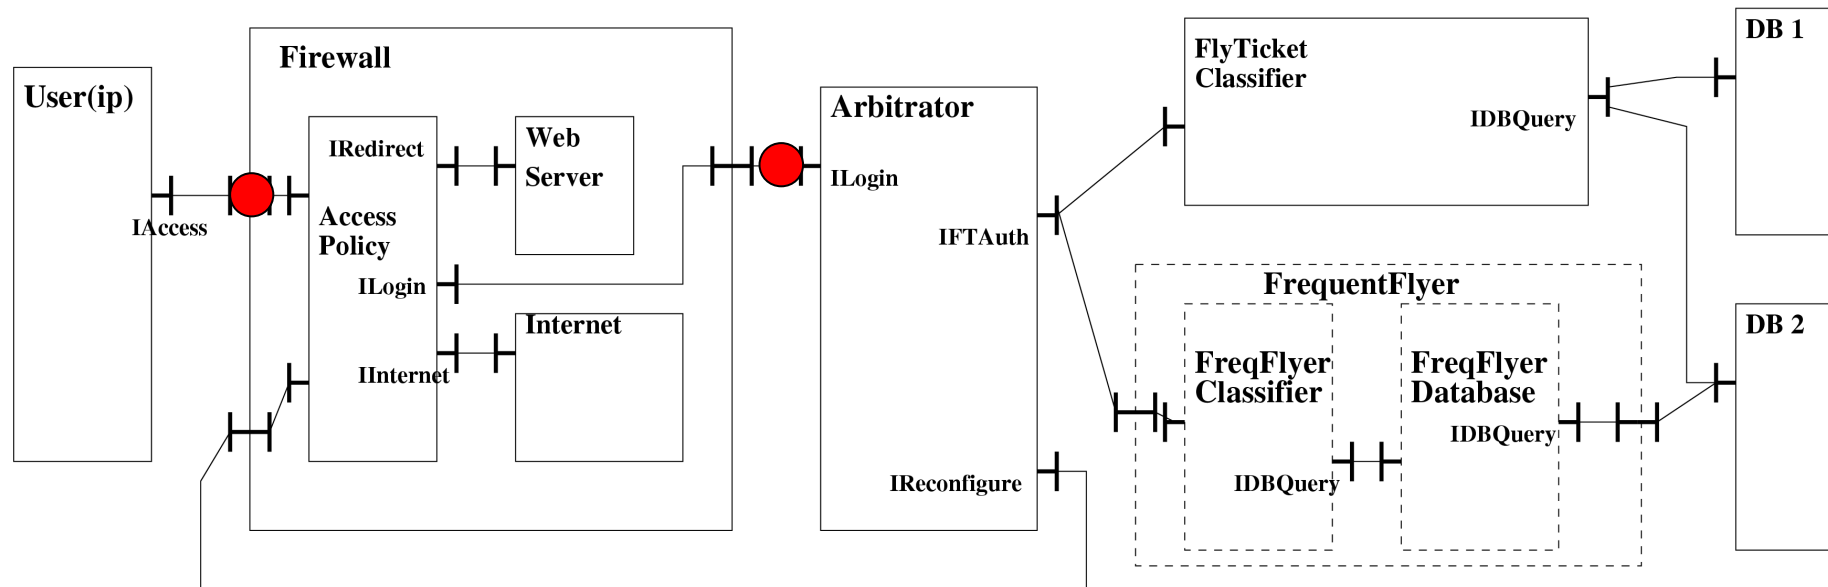 User(ip)
IAccess
Firewall
IRedirect
Access
Policy
ILogin
IInternet
Web
Server
Internet
Arbitrator
ILogin
IFTAuth
IReconfigure
FlyTicket
Classifier
IDBQuery
FrequentFlyer
FreqFlyer
Classifier
IDBQuery
FreqFlyer
Database
IDBQuery
DB 1
DB 2